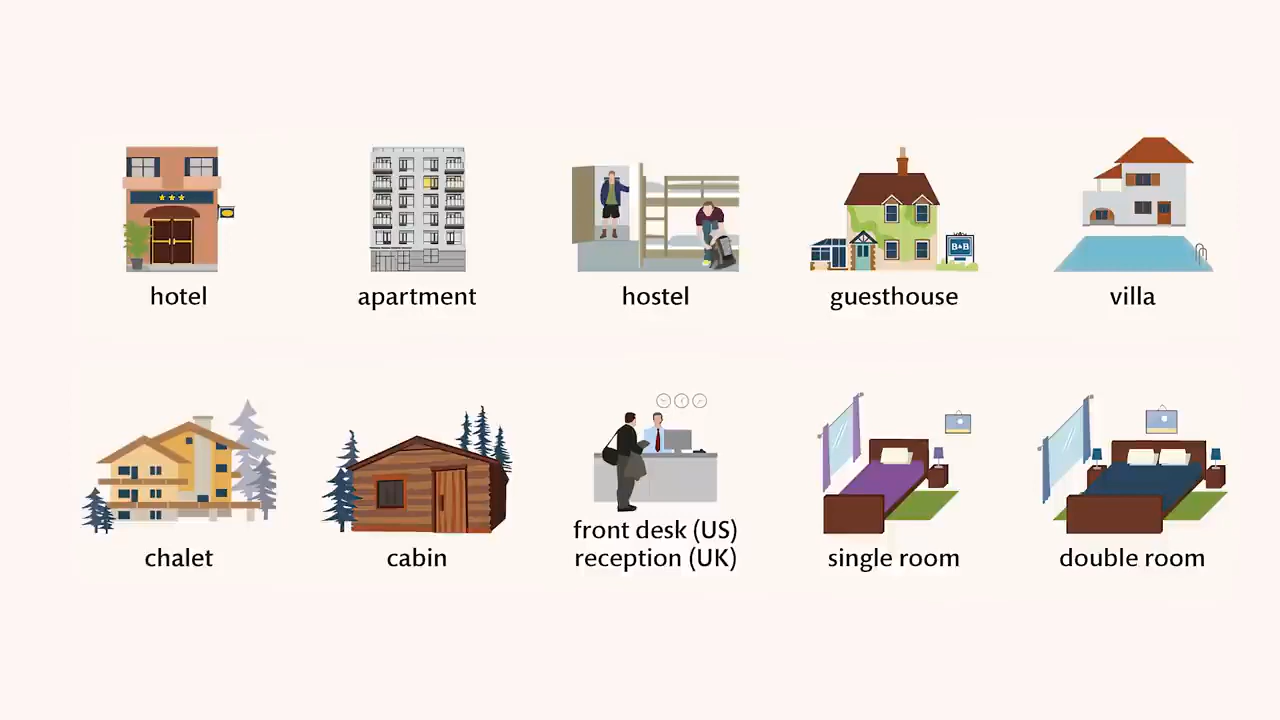 B&B
hotel
apartment
hostel
guesthouse
villa
front desk (US)
chalet
cabin
reception (UK)
single room
double room